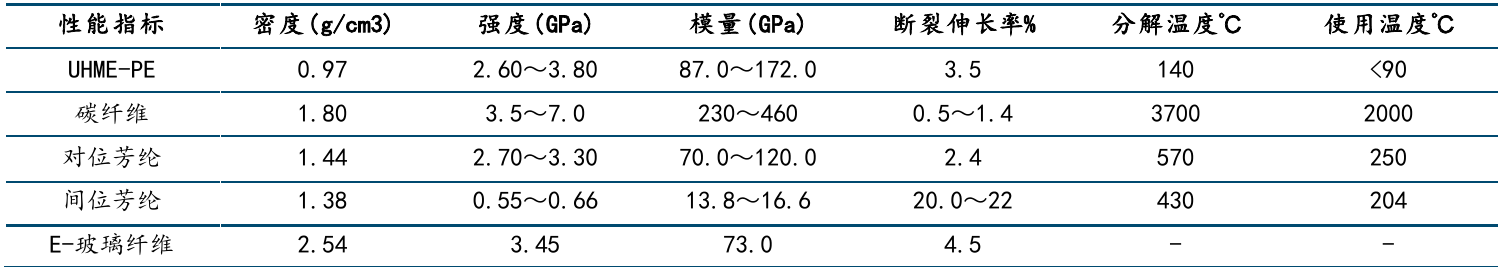 性能指标 密度(g/cm3) 强度(GPa) 模量(GPa) 断裂伸长率% 分解温度℃ 使用温度℃
UHME-PE 0.97 2.60～3.80 87.0～172.0 3.5 140 <90
碳纤维 1.80 3.5～7.0 230～460 0.5～1.4 3700 2000
对位芳纶 1.44 2.70～3.30 70.0～120.0 2.4 570 250
间位芳纶 1.38 0.55～0.66 13.8～16.6 20.0～22 430 204
E-玻璃纤维 2.54 3.45 73.0 4.5 - -